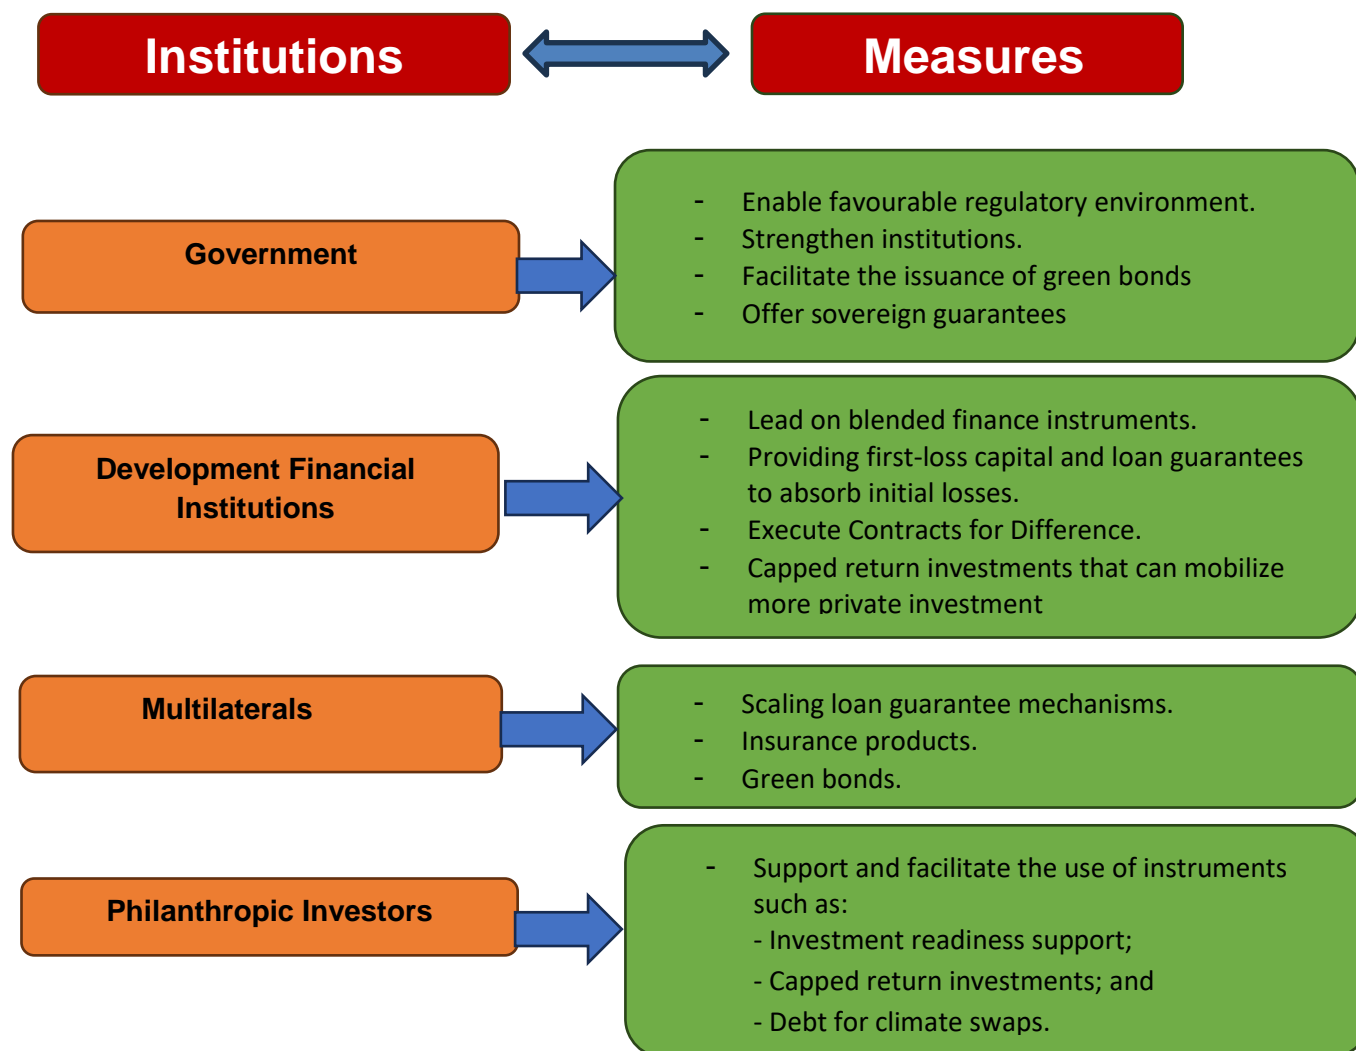 Institutions
Measures
Government
- Enable favourable regulatory environment.
- Strengthen institutions.
- Facilitate the issuance of green bonds
- Offer sovereign guarantees
Development Financial
Institutions
- Lead on blended finance instruments.
- Providing first-loss capital and loan guarantees
to absorb initial losses.
- Execute Contracts for Difference.
- Capped return investments that can mobilize
more private investment
Multilaterals
- Scaling loan guarantee mechanisms.
- Insurance products.
- Green bonds.
Philanthropic Investors
- Support and facilitate the use of instruments
such as:
- Investment readiness support;
- Capped return investments; and
- Debt for climate swaps.